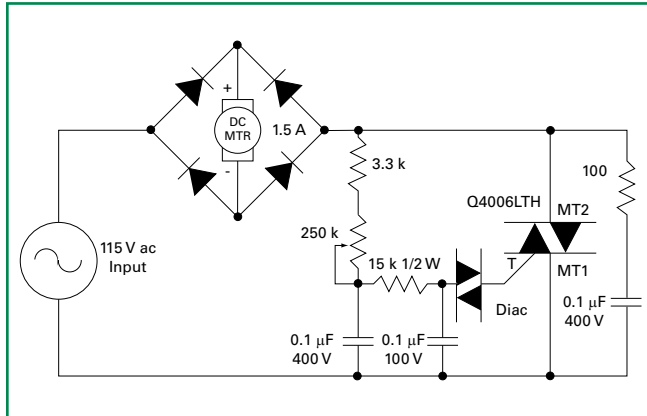 +
DC
MTR
-
1.5 A
3.3 k
100
Q4006LTH
MT2
250 k
115 V ac
Input
15 k 1/2 W
T
MT1
Diac
0.1 µF
400 V
0.1 µF
100 V
0.1 µF
400 V